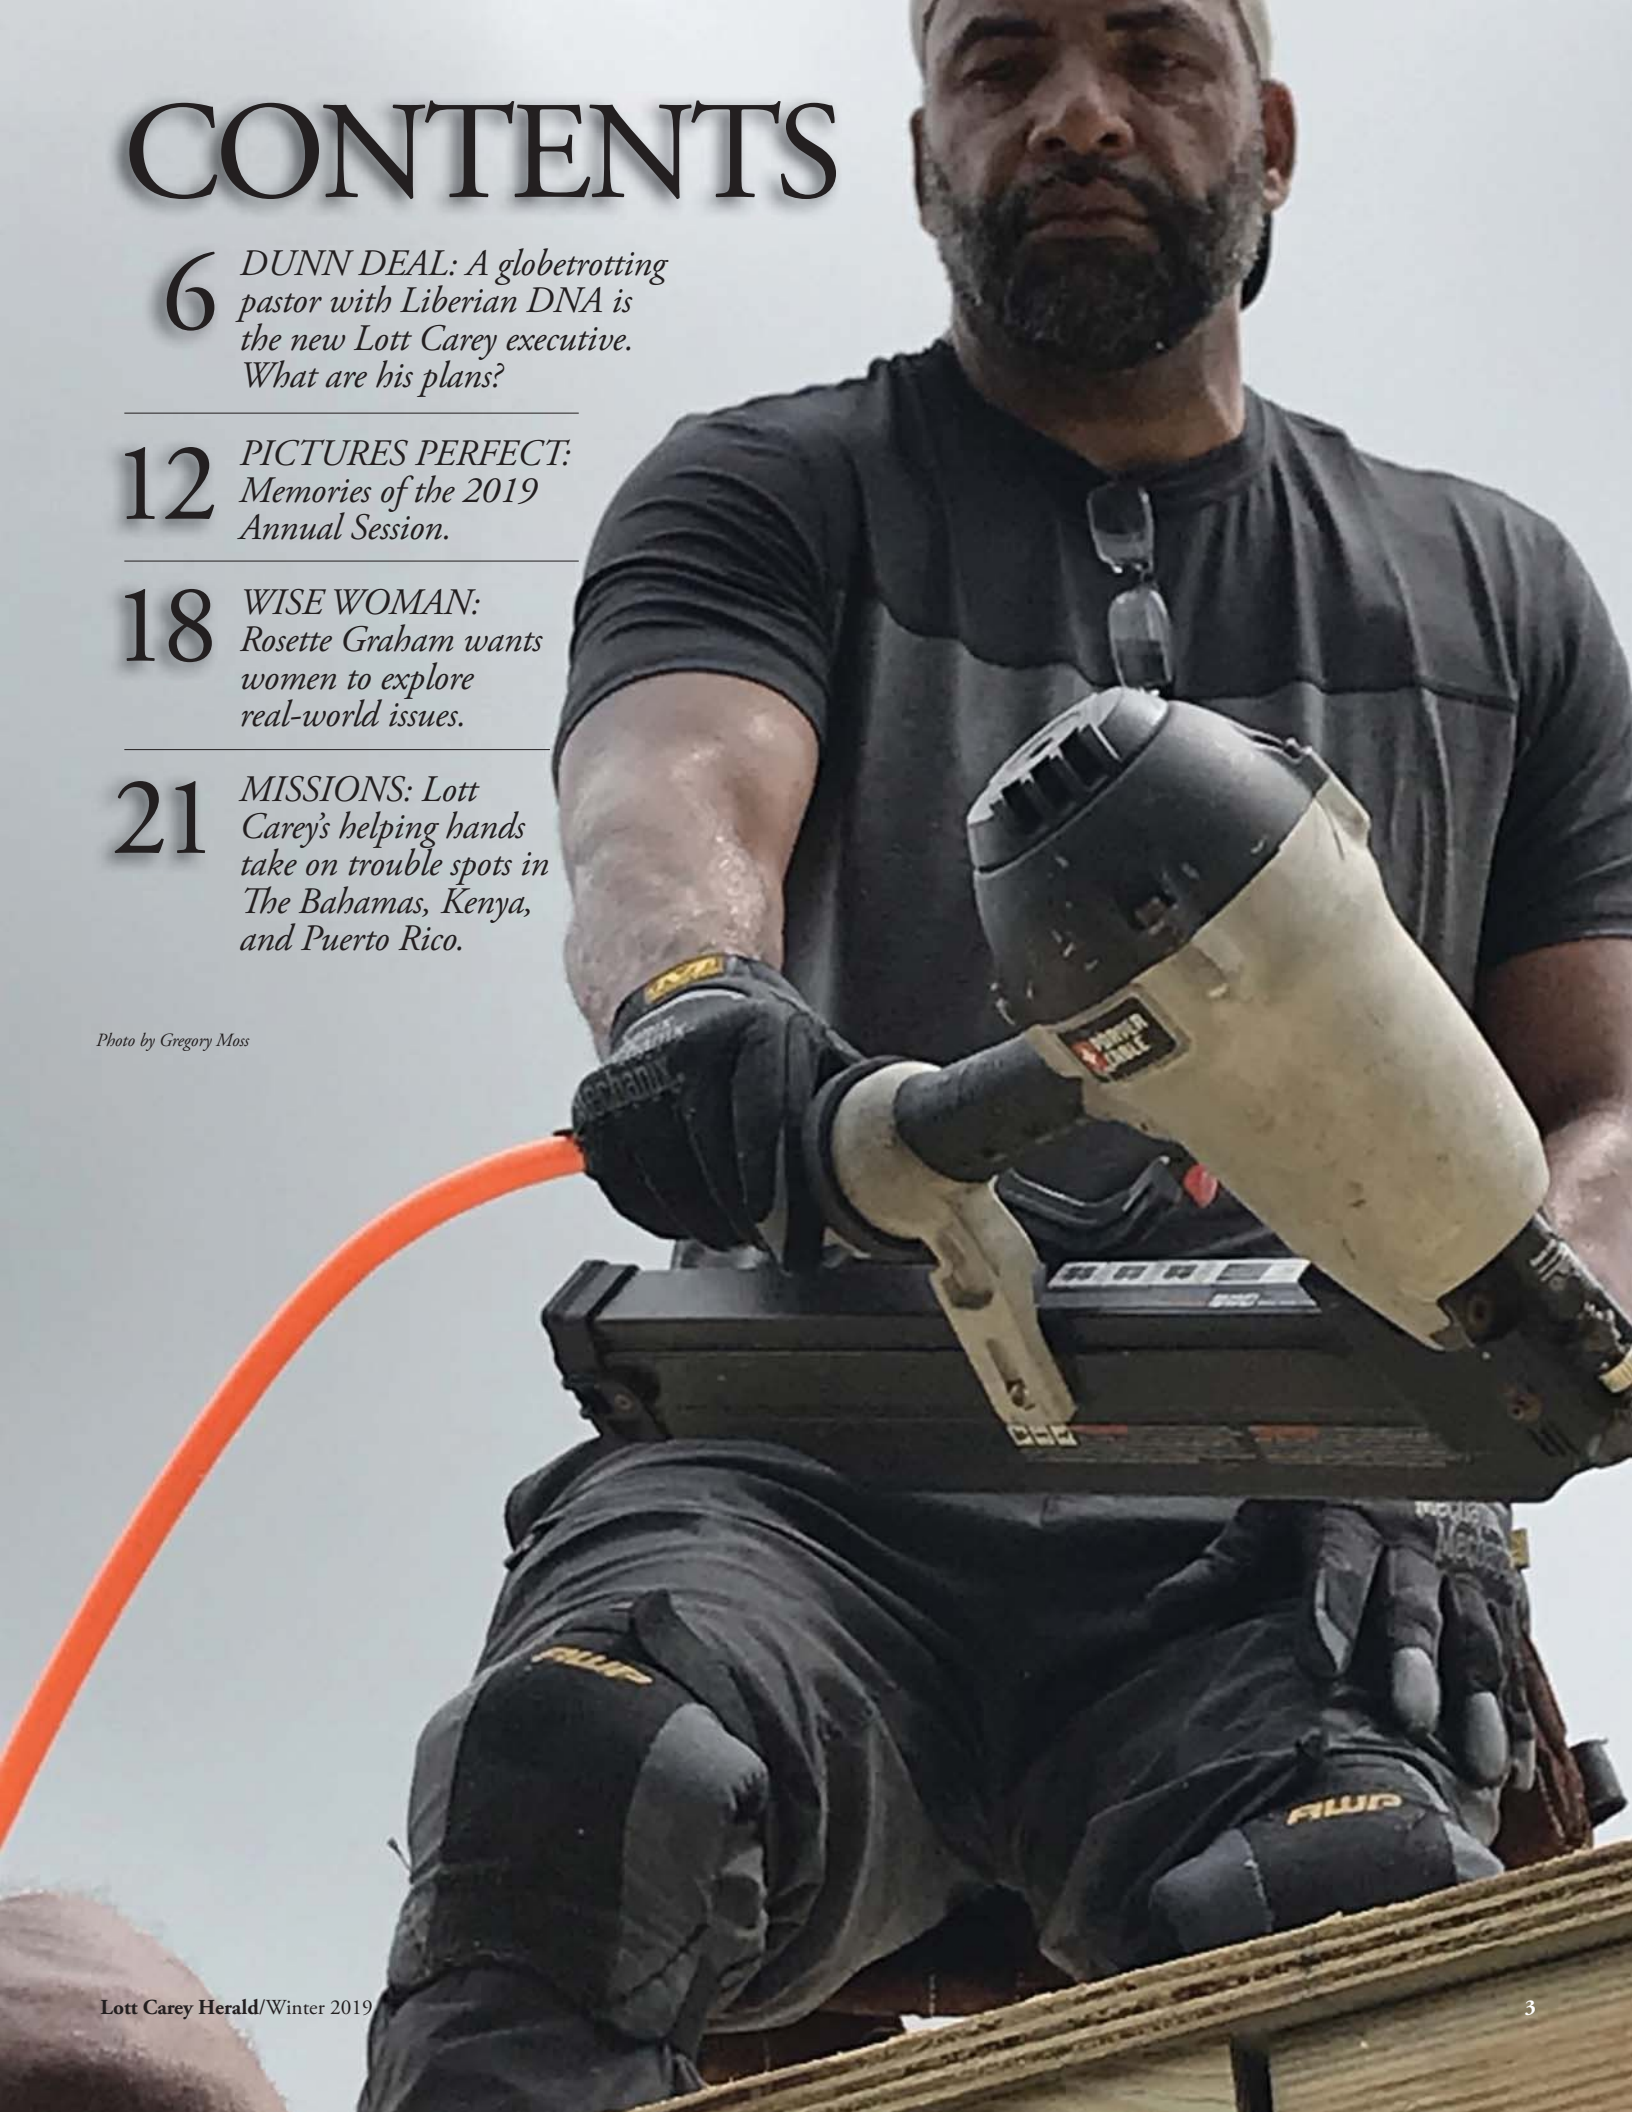 CONTENTS
6
DUNN DEAL: A globetrotting
pastor with Liberian DNA is
the new Lott Carey executive.
What are his plans?
12
PICTURES PERFECT:
Memories of the 2019
Annual Session.
18
WISE WOMAN:
Rosette Graham wants
women to explore
real-world issues.
21
MISSIONS: Lott
Carey's helping hands
take on trouble spots in
The Bahamas, Kenya,
and Puerto Rico.
Photo by Gregory Moss
PORTER
CABLE
AWP
AWP
Lott Carey Herald/Winter 2019
3